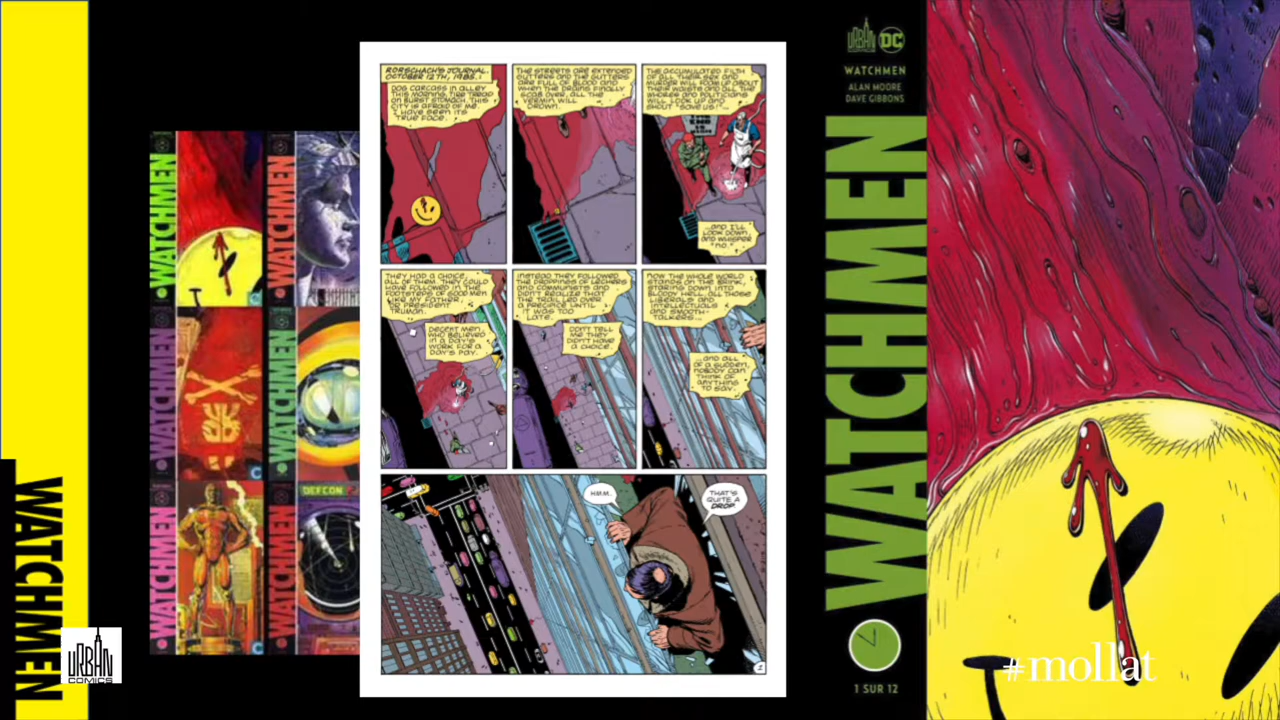 WATCHMEN
URBAN
COMICS
WATCHMEN
WATCHMEN
WATCHMEN
WATCHMEN
WATCHMEN
WATCHMEN
DEFCON
RORSCHACH'S JOURNAL.
OCTOBER 12TH, 1985.:
DOG CARCASS IN ALLEY
THIS MORNING, TIRE TREAD
ON BURST STOMACH. THIS
CITY IS AFRAID OF ME.
I HAVE SEEN ITS
TRUE FACE.
THE STREETS ARE EXTENDED
GUTTERS AND THE GUTTERS
ARE FULL OF BLOOD AND
WHEN THE DRAINS FINALLY
SCAB OVER, ALL THE
VERMIN WILL
DROWN.
THE ACCUMULATED FILTH
OF ALL THEIR SEX AND
MURDER WILL FOAM UP ABOUT
THEIR WAISTS AND ALL THE
WHORES AND POLITICIANS
WILL LOOK UP AND
SHOUT "SAVE US!"...
...AND I'LL
LOOK DOWN,
AND WHISPER
"NO."
THEY HAD A CHOICE,
ALL OF THEM. THEY COULD
HAVE FOLLOWED IN THE
FOOTSTEPS OF GOOD MEN
LIKE MY FATHER,
OR PRESIDENT
TRUMAN.
DECENT MEN,
WHO BELIEVED
IN A DAY'S
WORK FOR A
DAY'S PAY.
INSTEAD THEY FOLLOWED
THE DROPPINGS OF LECHERS
AND COMMUNISTS AND
DIDN'T REALIZE THAT
THE TRAIL LED OVER
A PRECIPICE UNTIL
IT WAS TOO
LATE.
DON'T TELL
ME THEY
DIDN'T HAVE
A CHOICE.
NOW THE WHOLE WORLD
STANDS ON THE BRINK,
STARING DOWN INTO
BLOODY HELL, ALL THOSE
LIBERALS AND
INTELLECTUALS
AND SMOOTH-
TALKERS...
...AND ALL
OF A SUDDEN,
NOBODY CAN
THINK OF
ANYTHING
TO SAY.
HMM.
THAT'S
QUITE A
DROP.
1
URBAN DC
WATCHMEN
ALAN MOORE
DAVE GIBBONS
WATCHMEN
1 SUR 12
#mollat